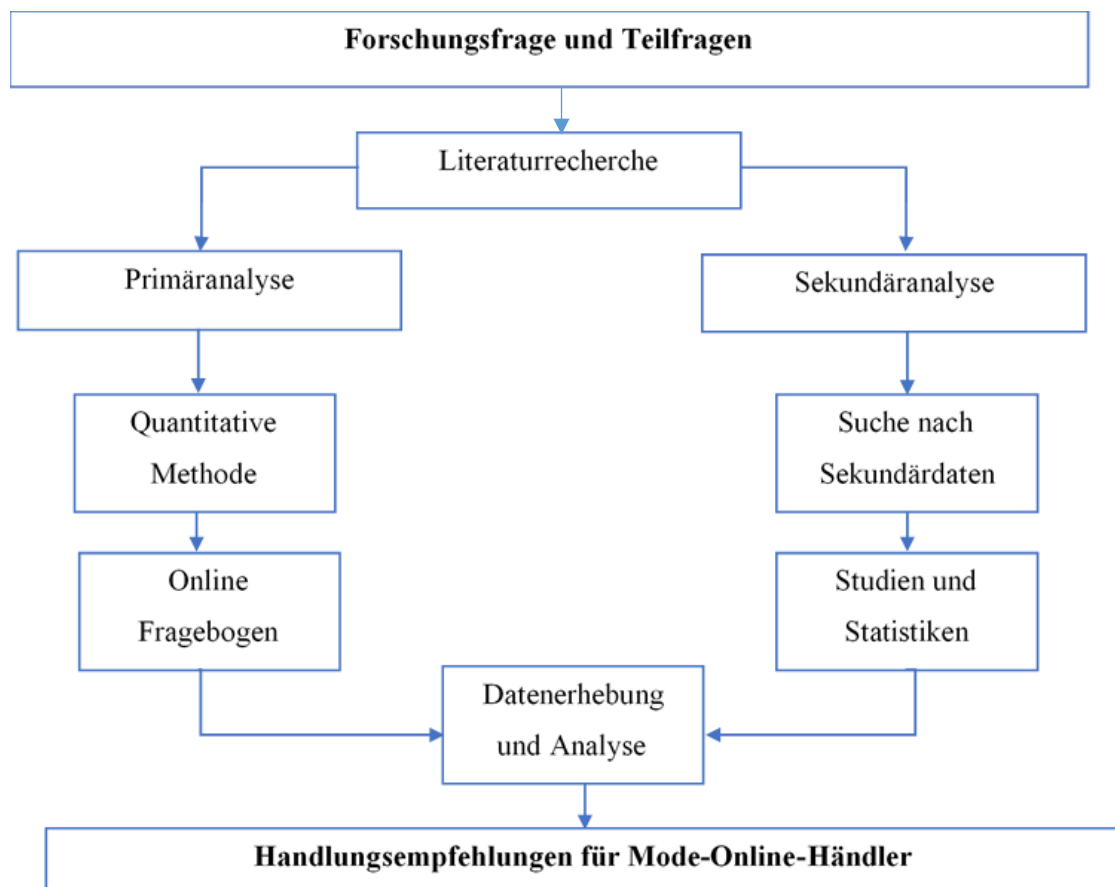 Forschungsfrage und Teilfragen
Literaturrecherche
Primäranalyse
Sekundäranalyse
Quantitative
Methode
Suche nach
Sekundärdaten
Online
Fragebogen
Studien und
Statistiken
Datenerhebung
und Analyse
Handlungsempfehlungen für Mode-Online-Händler